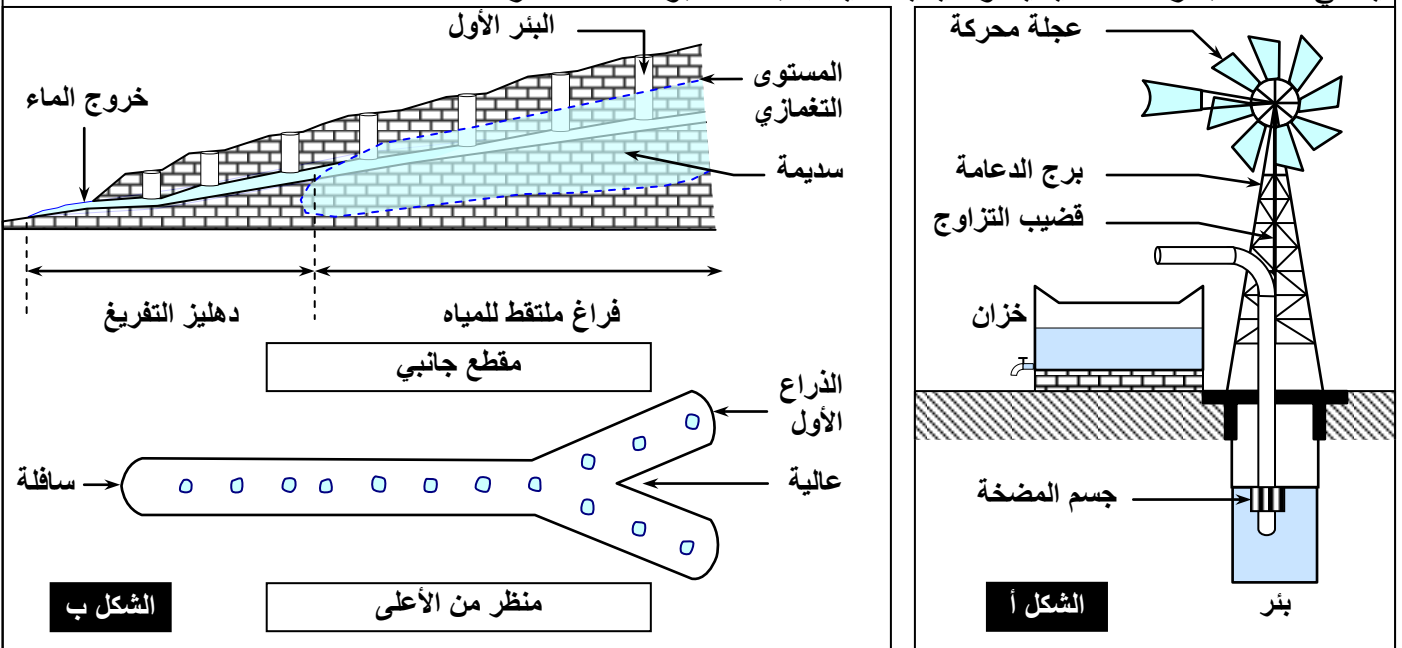 عجلة محركة
برج الدعامة
قضيب التزاوج
خزان
جسم المضخة
بئر
الشكل أ
البئر الأول
المستوى
التغمازي
خروج الماء
سديمة
فراغ ملتقط للمياه
دهليز التفريغ
مقطع جانبي
الذراع
الأول
عالية
سافلة
منظر من الأعلى
الشكل ب